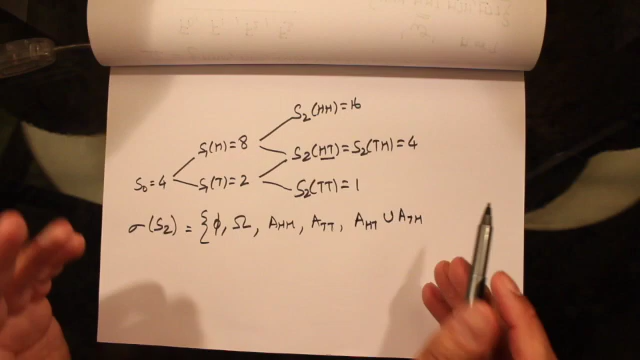 S₂(HH) = 16
S₁(H) = 8
S₂(HT) = S₂(TH) = 4
S₀ = 4
S₁(T) = 2
S₂(TT) = 1
σ(S₂) = { ϕ, Ω, A_HH, A_TT, A_HT ∪ A_TH